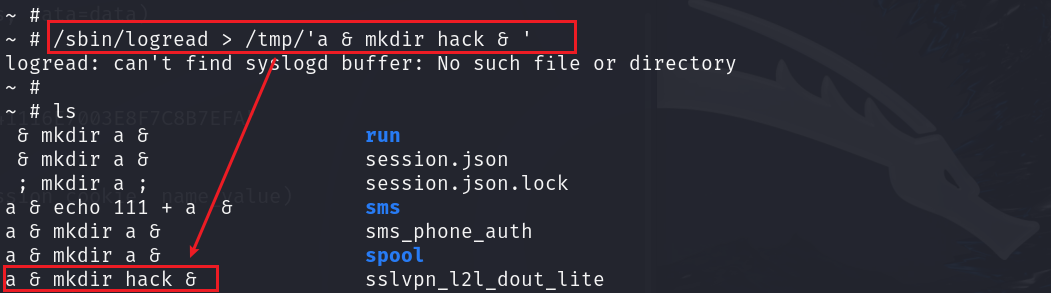 ~ #
~ # /sbin/logread > /tmp/'a & mkdir hack & '
logread: can't find syslogd buffer: No such file or directory
~ #
~ # ls
& mkdir a & run
& mkdir a & session.json
; mkdir a ; session.json.lock
a & echo 111 + a  & sms
a & mkdir a & sms_phone_auth
a & mkdir a & spool
a & mkdir hack & sslvpn_l2l_dout_lite